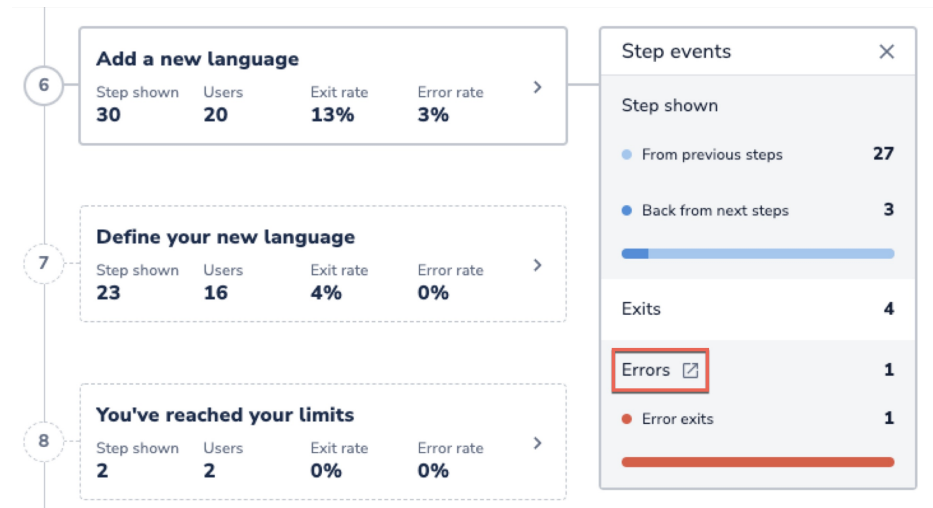 6
Add a new language
Step shown Users Exit rate Error rate
30 20 13% 3%
7
Define your new language
Step shown Users Exit rate Error rate
23 16 4% 0%
8
You've reached your limits
Step shown Users Exit rate Error rate
2 2 0% 0%
Step events
Step shown
From previous steps 27
Back from next steps 3
Exits 4
Errors 1
Error exits 1